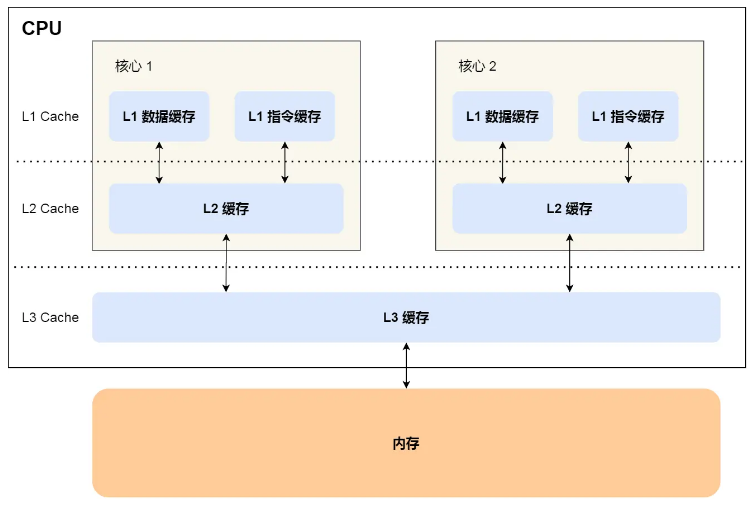 CPU
核心 1
核心 2
L1 Cache
L1 数据缓存
L1 指令缓存
L1 数据缓存
L1 指令缓存
L2 Cache
L2 缓存
L2 缓存
L3 Cache
L3 缓存
内存